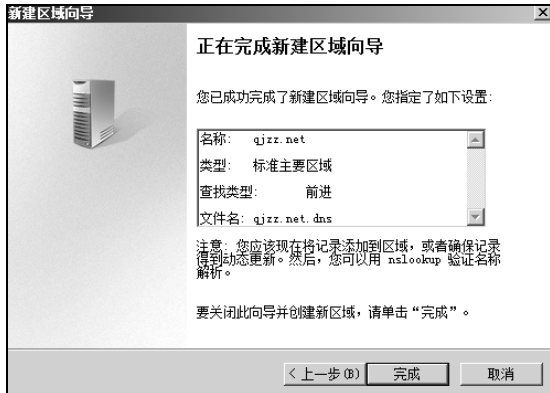 新建区域向导
正在完成新建区域向导
您已成功完成了新建区域向导。您指定了如下设置:
名称: qjzz.net
类型: 标准主要区域
查找类型: 前进
文件名: qjzz.net.dns
注意: 您应该现在将记录添加到区域，或者确保记录
得到动态更新。然后，您可以用 nslookup 验证名称
解析。
要关闭此向导并创建新区域，请单击“完成”。
< 上一步(B) 完成 取消